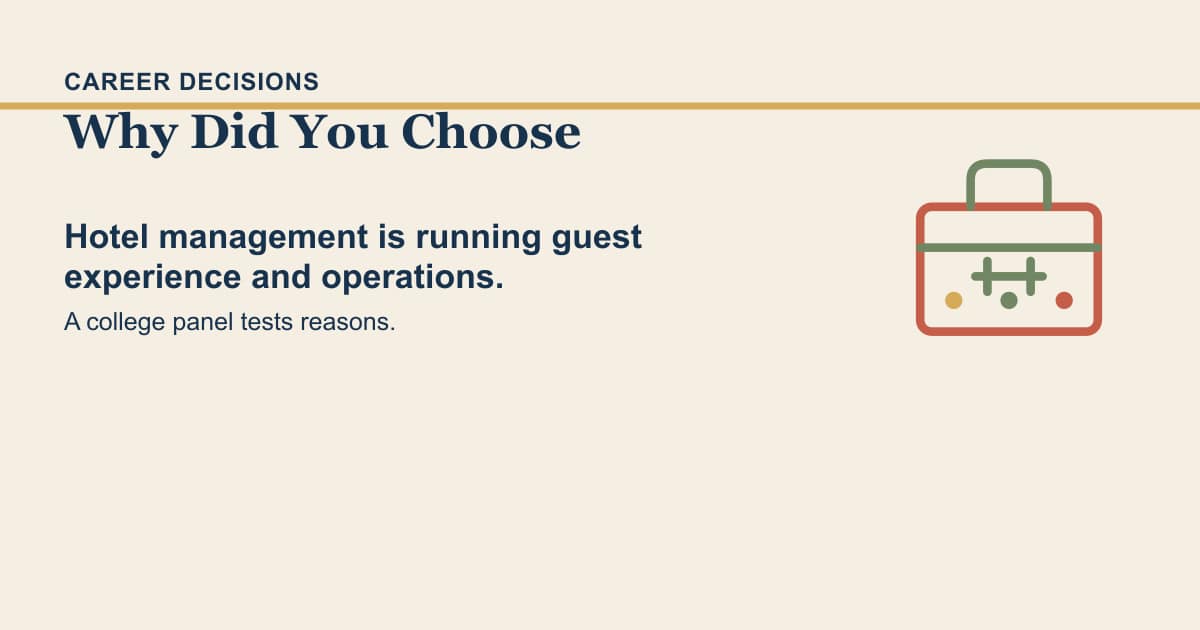 CAREER DECISIONS
Why Did You Choose
Hotel management is running guest
experience and operations.
A college panel tests reasons.